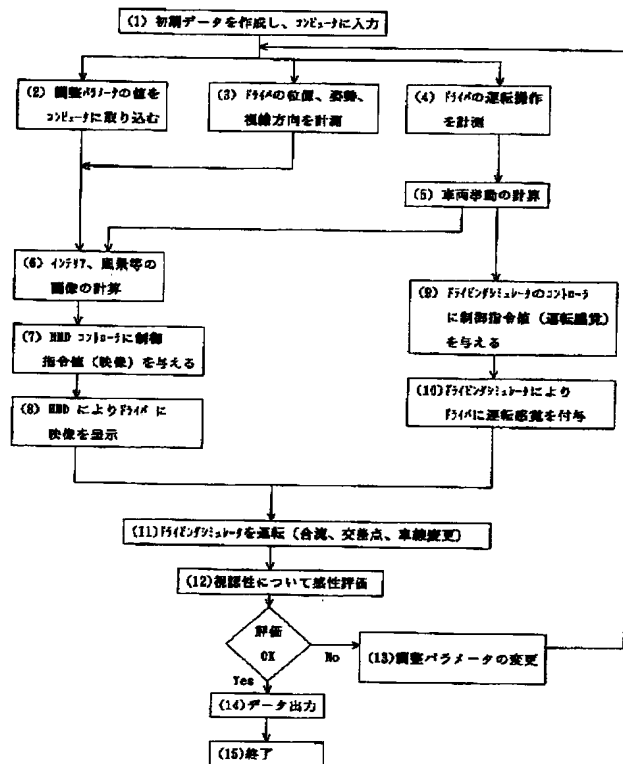 (1) 初期データを作成し、コンピュータに入力
(2) 調整パラメータの値を
コンピュータに取り込む
(3) ドライバの位置、姿勢、
視線方向を計測
(4) ドライバの運転操作
を計測
(5) 車両挙動の計算
(6) インテリア、風景等の
画像の計算
(7) HMD コントローラに制御
指令値(映像)を与える
(8) HMD によりドライバ に
映像を显示
(9) ドライビングシミュレータのコントローラ
に制御指令値(運転感覚)
を与える
(10)ドライビングシミュレータにより
ドライバに運転感覚を付与
(11)ドライビングシミュレータを運転(合流、交差点、車線変更)
(12)視認性について感性評価
評価
OK
No
Yes
(13)調整パラメータの変更
(14)データ出力
(15)終了